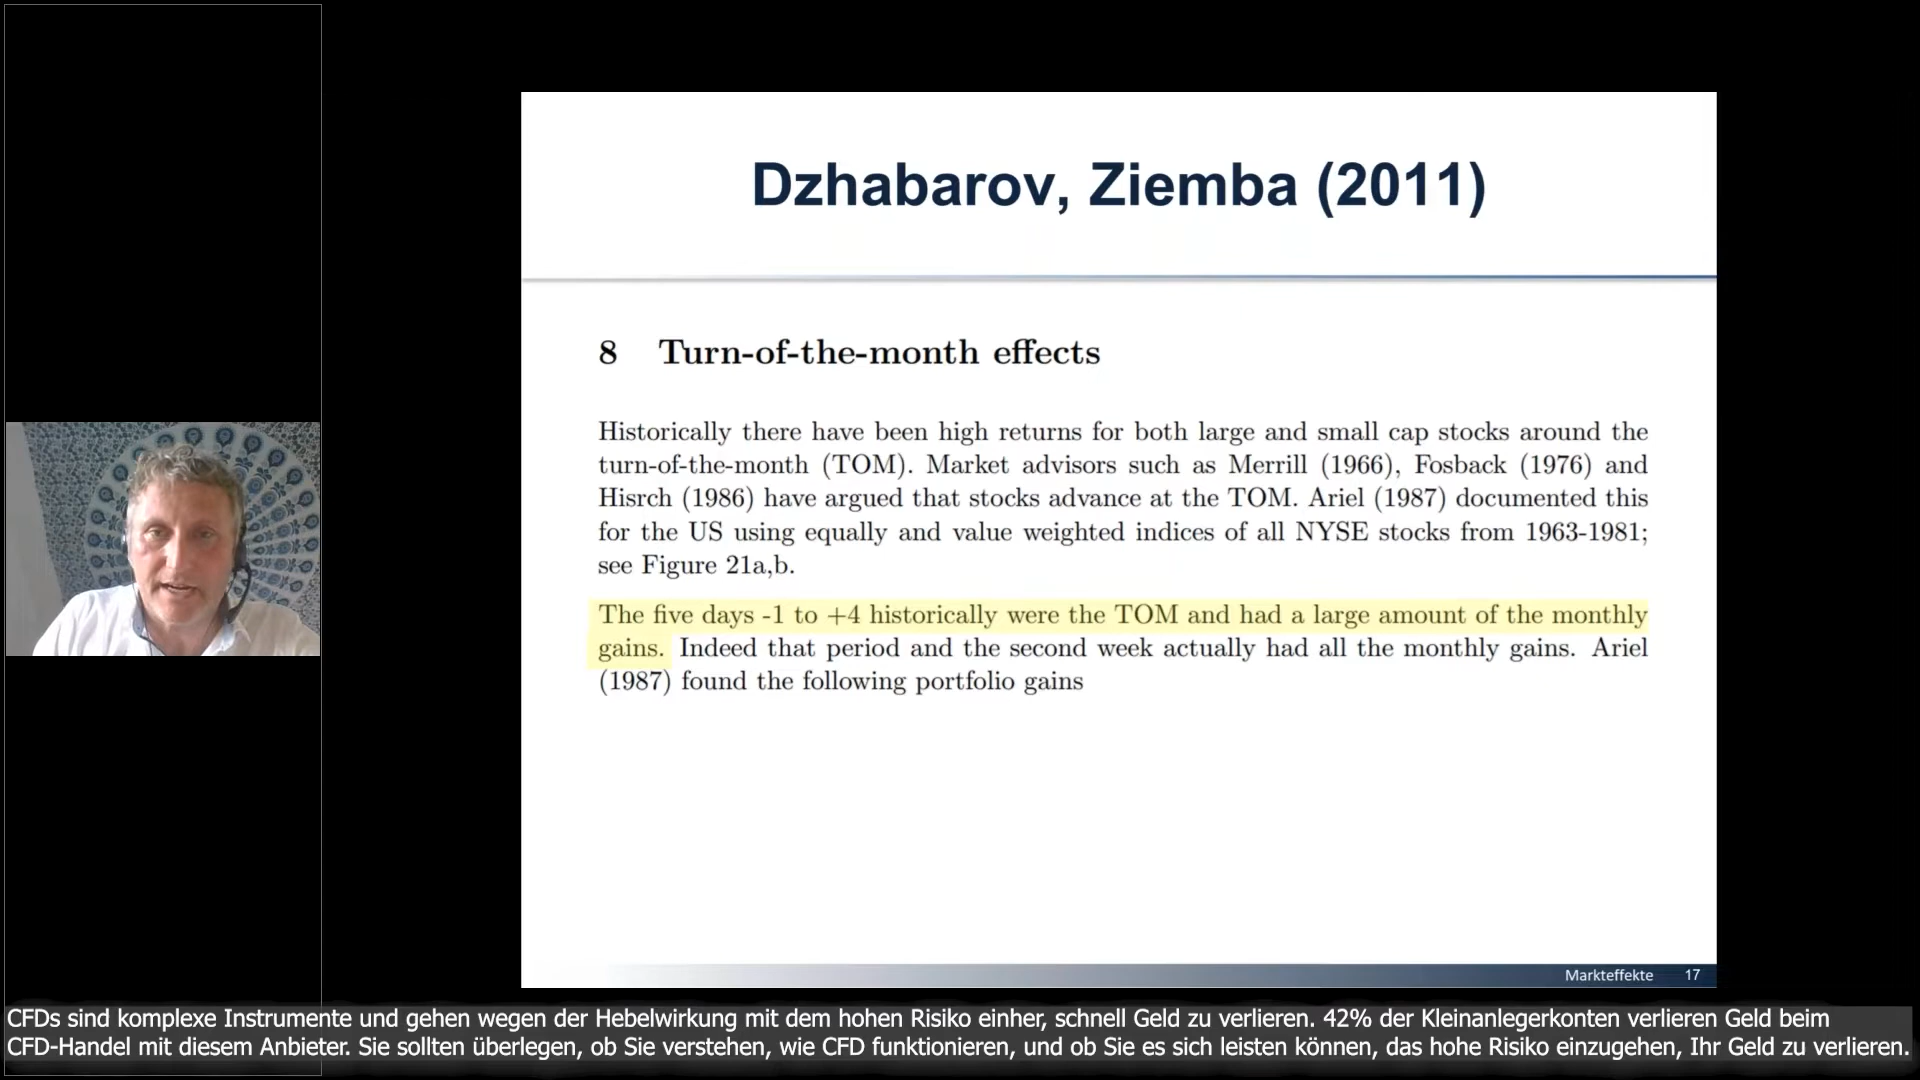 Dzhabarov, Ziemba (2011)
8 Turn-of-the-month effects
Historically there have been high returns for both large and small cap stocks around the
turn-of-the-month (TOM). Market advisors such as Merrill (1966), Fosback (1976) and
Hisrch (1986) have argued that stocks advance at the TOM. Ariel (1987) documented this
for the US using equally and value weighted indices of all NYSE stocks from 1963-1981;
see Figure 21a,b.
The five days -1 to +4 historically were the TOM and had a large amount of the monthly
gains. Indeed that period and the second week actually had all the monthly gains. Ariel
(1987) found the following portfolio gains
Markteffekte 17
CFDs sind komplexe Instrumente und gehen wegen der Hebelwirkung mit dem hohen Risiko einher, schnell Geld zu verlieren. 42% der Kleinanlegerkonten verlieren Geld beim
CFD-Handel mit diesem Anbieter. Sie sollten überlegen, ob Sie verstehen, wie CFD funktionieren, und ob Sie es sich leisten können, das hohe Risiko einzugehen, Ihr Geld zu verlieren.